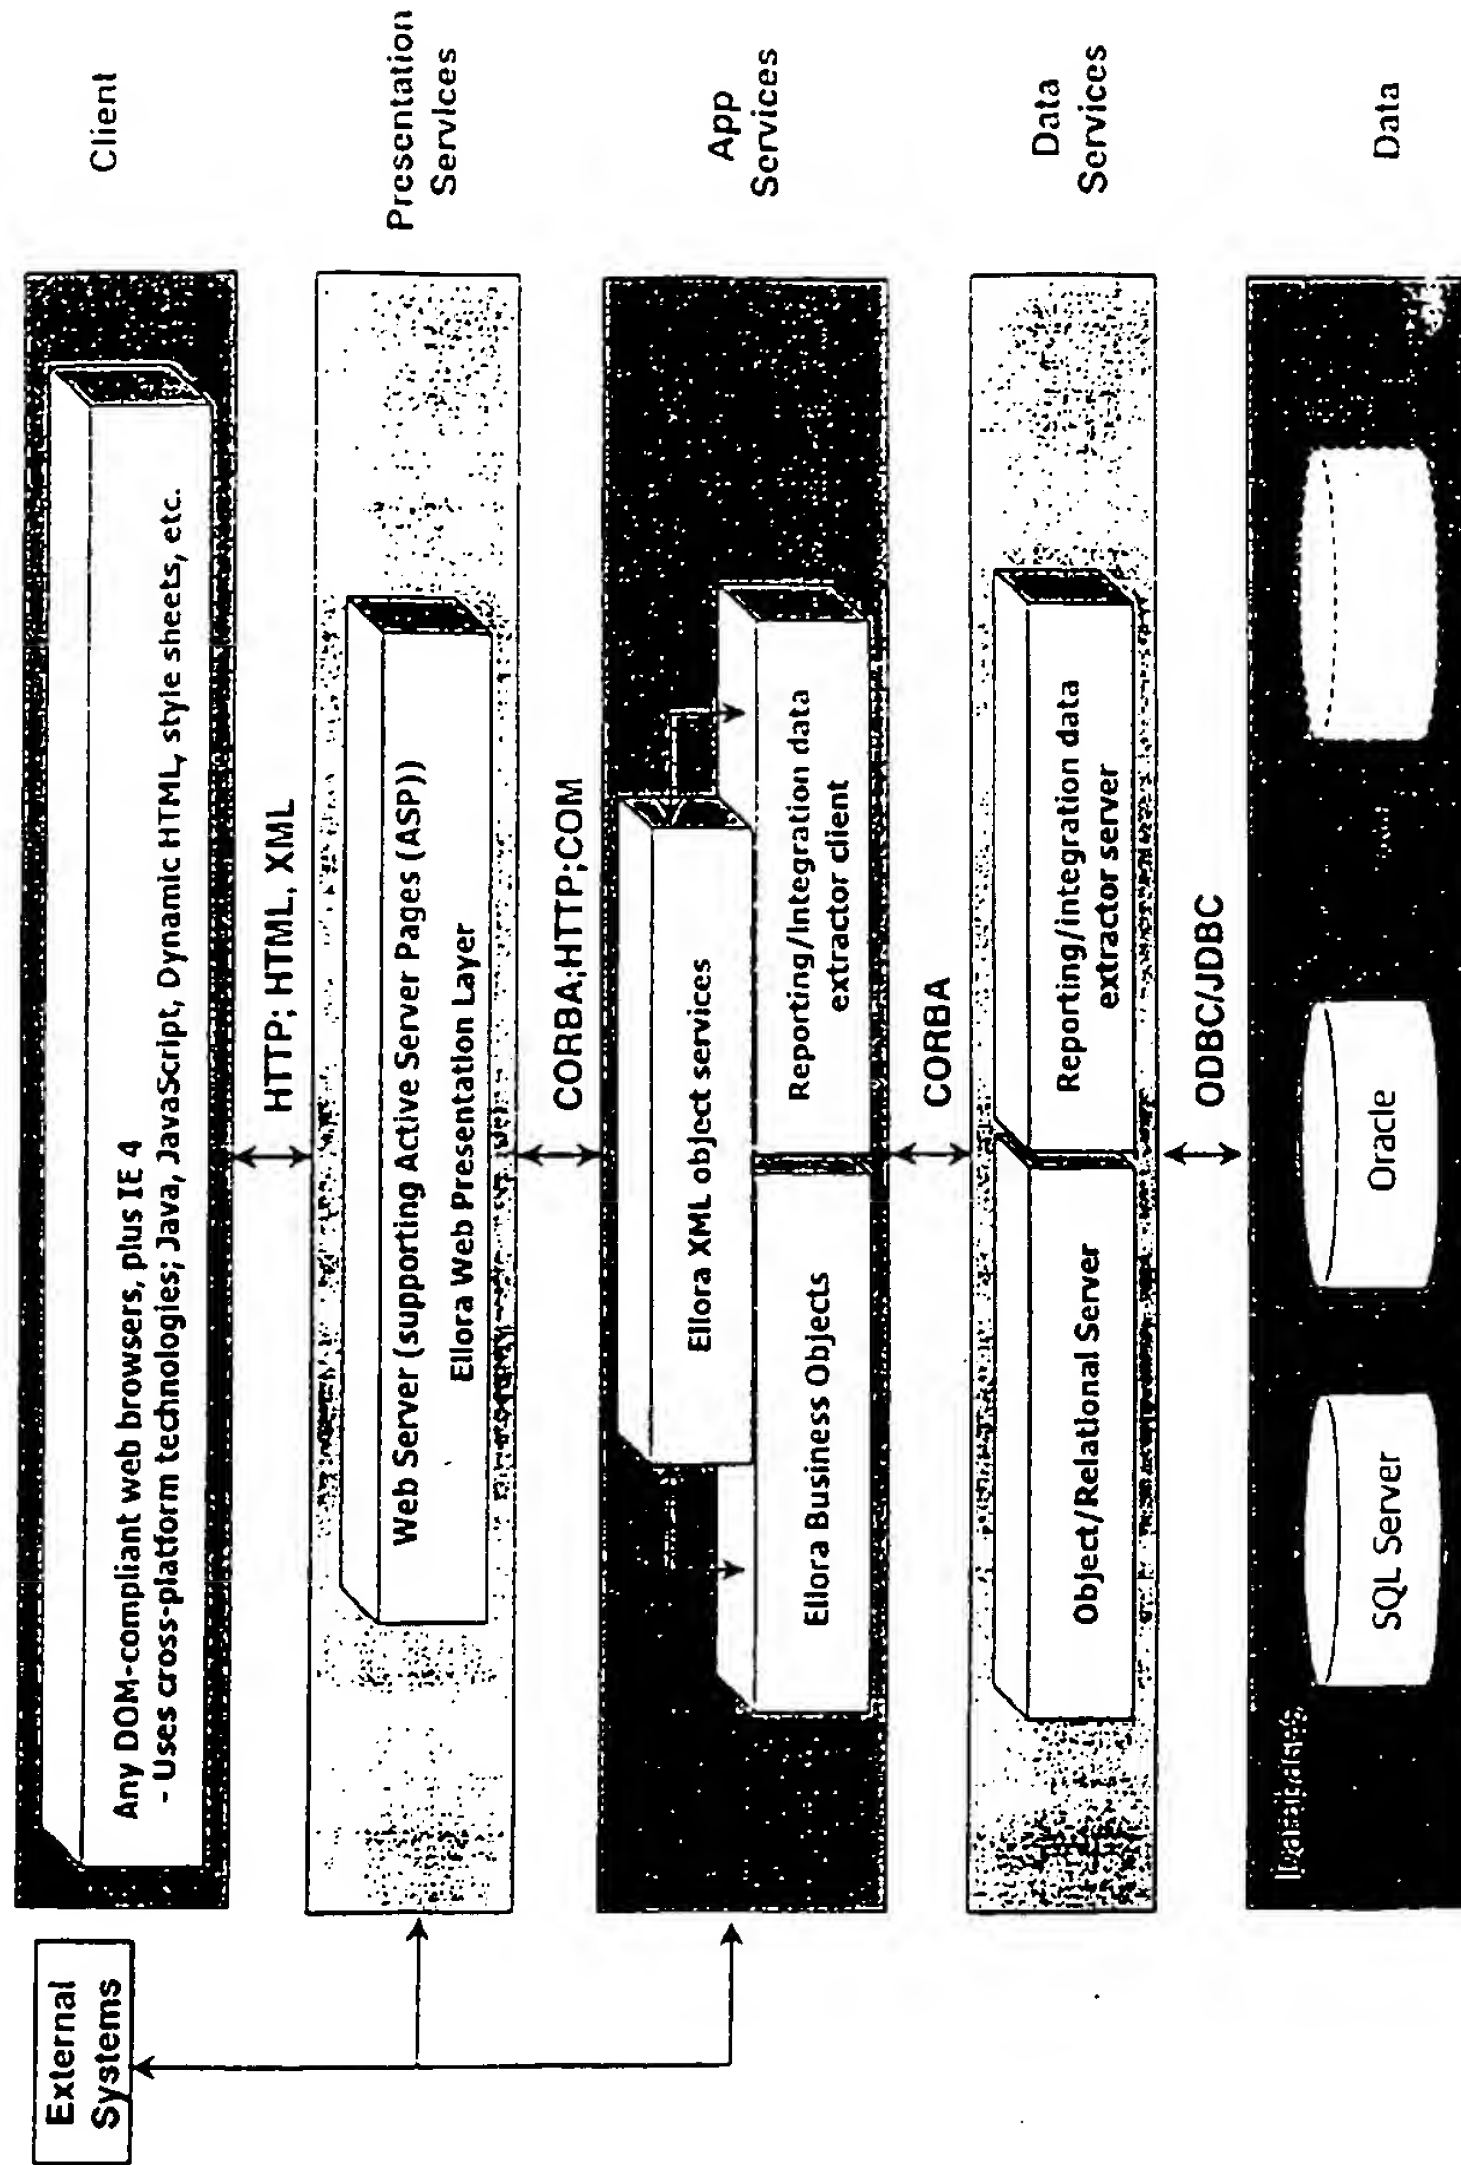 External
Systems
Client
Any DOM-compliant web browsers, plus IE 4
- Uses cross-platform technologies; Java, JavaScript, Dynamic HTML, style sheets, etc.
HTTP; HTML, XML
Presentation
Services
Web Server (supporting Active Server Pages (ASP))
Ellora Web Presentation Layer
CORBA;HTTP;COM
App
Services
Ellora XML object services
Ellora Business Objects
Reporting/Integration data
extractor client
CORBA
Data
Services
Object/Relational Server
Reporting/integration data
extractor server
ODBC/JDBC
Data
Databases
SQL Server
Oracle